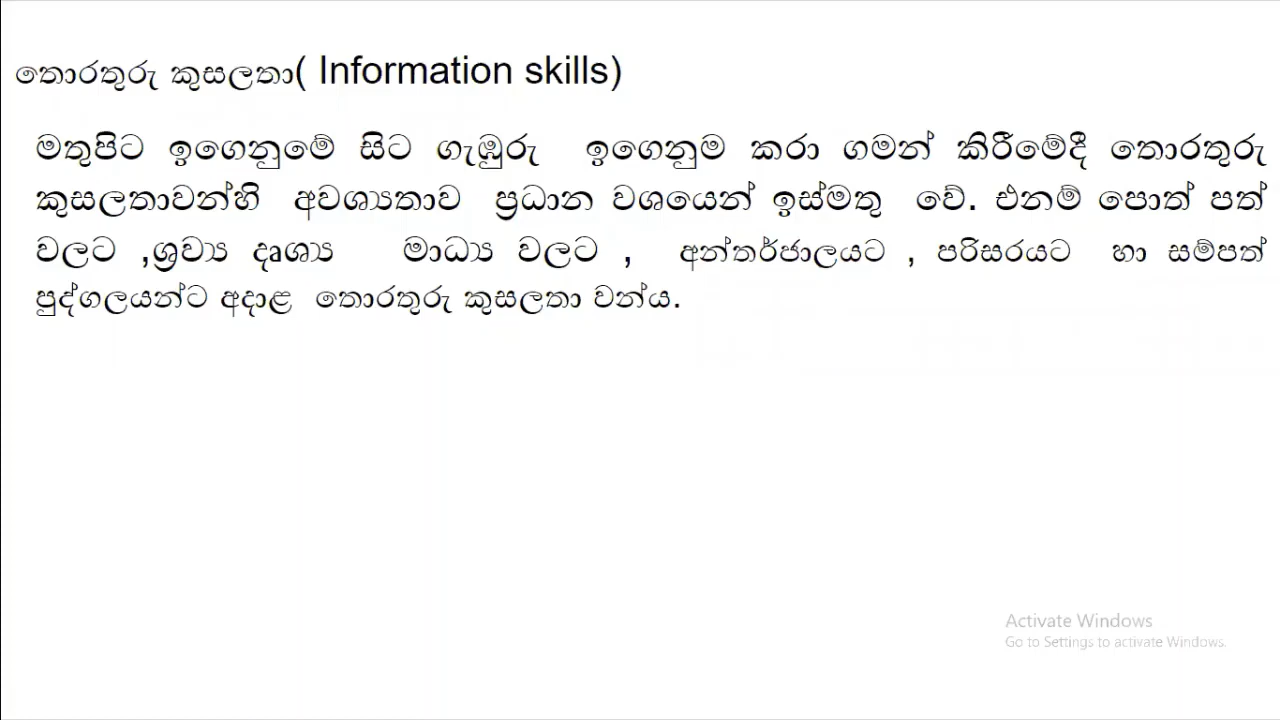 තොරතුරු කුසලතා( Information skills)
මතුපිට ඉගෙනුමේ සිට ගැඹුරු ඉගෙනුම කරා ගමන් කිරීමේදී තොරතුරු
කුසලතාවන්හි අවශ්‍යතාව ප්‍රධාන වශයෙන් ඉස්මතු වේ. එනම් පොත් පත්
වලට ,ශ්‍රව්‍ය දෘශ්‍ය මාධ්‍ය වලට , අන්තර්ජාලයට , පරිසරයට හා සම්පත්
පුද්ගලයන්ට අදාළ තොරතුරු කුසලතා වන්ය.
Activate Windows
Go to Settings to activate Windows.